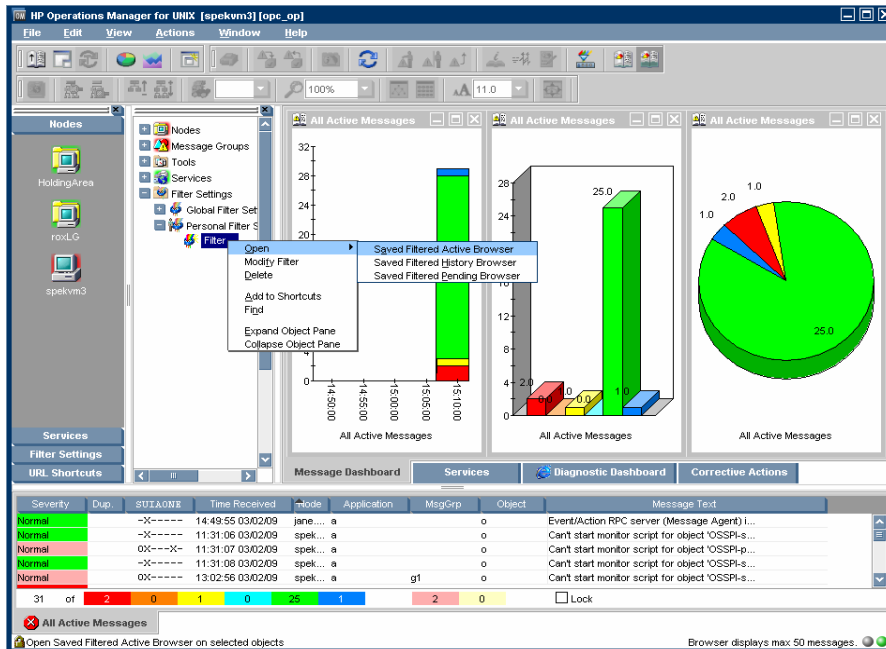 HP Operations Manager for UNIX [spekvm3] [opc_op]
File Edit View Actions Window Help
100%
AA 11.0
Nodes
HoldingArea
roxLG
spekvm3
Services
Filter Settings
URL Shortcuts
Nodes
Message Groups
Tools
Services
Filter Settings
Global Filter Set
Personal Filter S
Filter
Open
Modify Filter
Delete
Add to Shortcuts
Find
Expand Object Pane
Collapse Object Pane
Saved Filtered Active Browser
Saved Filtered History Browser
Saved Filtered Pending Browser
All Active Messages
32
28
24
20
4
0
14:50:00
14:55:00
15:00:00
15:05:00
15:10:00
All Active Messages
All Active Messages
28
25.0
16
12
8
4
0
2.0
0.0
.0
0.0
1.0
All Active Messages
All Active Messages
1.0
2.0
1.0
25.0
All Active Messages
Message Dashboard Services Diagnostic Dashboard Corrective Actions
Severity Dup. SUIAONE Time Received Node Application MsgGrp Object Message Text
Normal -X----- 14:49:55 03/02/09 jane.... a o Event/Action RPC server (Message Agent) i...
Normal -X----- 11:31:06 03/02/09 spek... a o Can't start monitor script for object 'OSSPI-s...
Normal OX---X- 11:31:07 03/02/09 spek... a o Can't start monitor script for object 'OSSPI-p...
Normal -X----- 11:31:08 03/02/09 spek... a o Can't start monitor script for object 'OSSPI-s...
Normal OX----- 13:02:56 03/02/09 spek... a g1 o Can't start monitor script for object 'OSSPI-s...
31 of 2 0 1 0 25 1 2 0 Lock
All Active Messages
Open Saved Filtered Active Browser on selected objects
Browser displays max 50 messages.